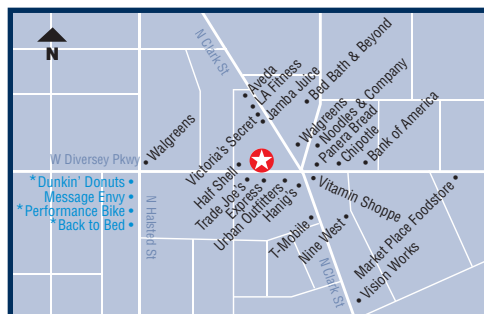 N
N Clark St
Aveda
LA Fitness
Jamba Juice
Bed Bath & Beyond
Victoria's Secret
Walgreens
Noodles & Company
Panera Bread
Chipotle
Bank of America
W Diversey Pkwy
Walgreens
Half Shell
Trade Joe's
Express
Urban Outfitters
Hanig's
Vitamin Shoppe
*Dunkin' Donuts
Message Envy
*Performance Bike
*Back to Bed
N Halsted St
T-Mobile
Nine West
Market Place Foodstore
Vision Works
N Clark St